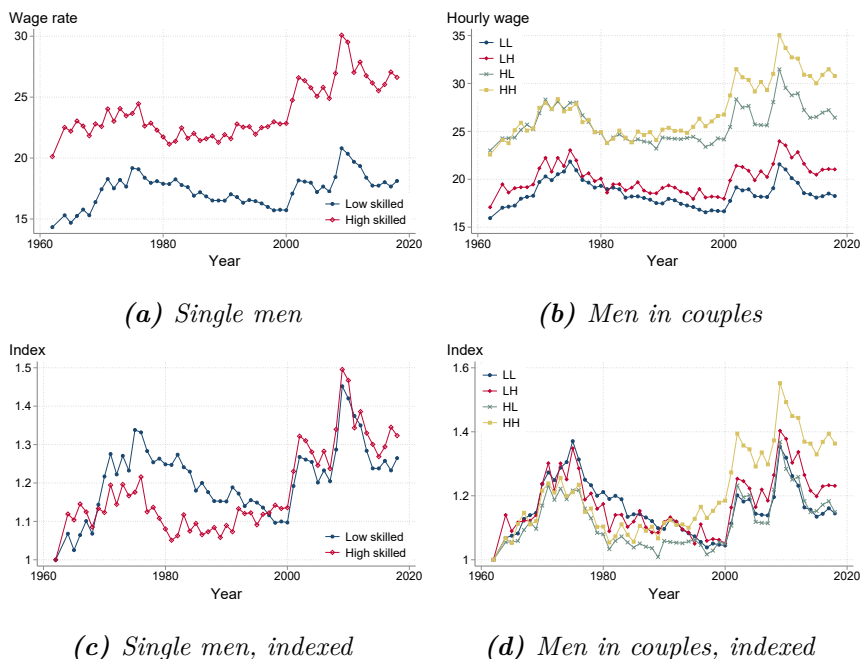 Wage rate
30
25
20
15
1960
1980
2000
2020
Year
Low skilled
High skilled
(a) Single men
Hourly wage
35
30
25
20
15
1960
1980
2000
2020
Year
LL
LH
HL
HH
(b) Men in couples
Index
1.5
1.4
1.3
1.2
1.1
1
1960
1980
2000
2020
Year
Low skilled
High skilled
(c) Single men, indexed
Index
1.6
1.4
1.2
1
1960
1980
2000
2020
Year
LL
LH
HL
HH
(d) Men in couples, indexed